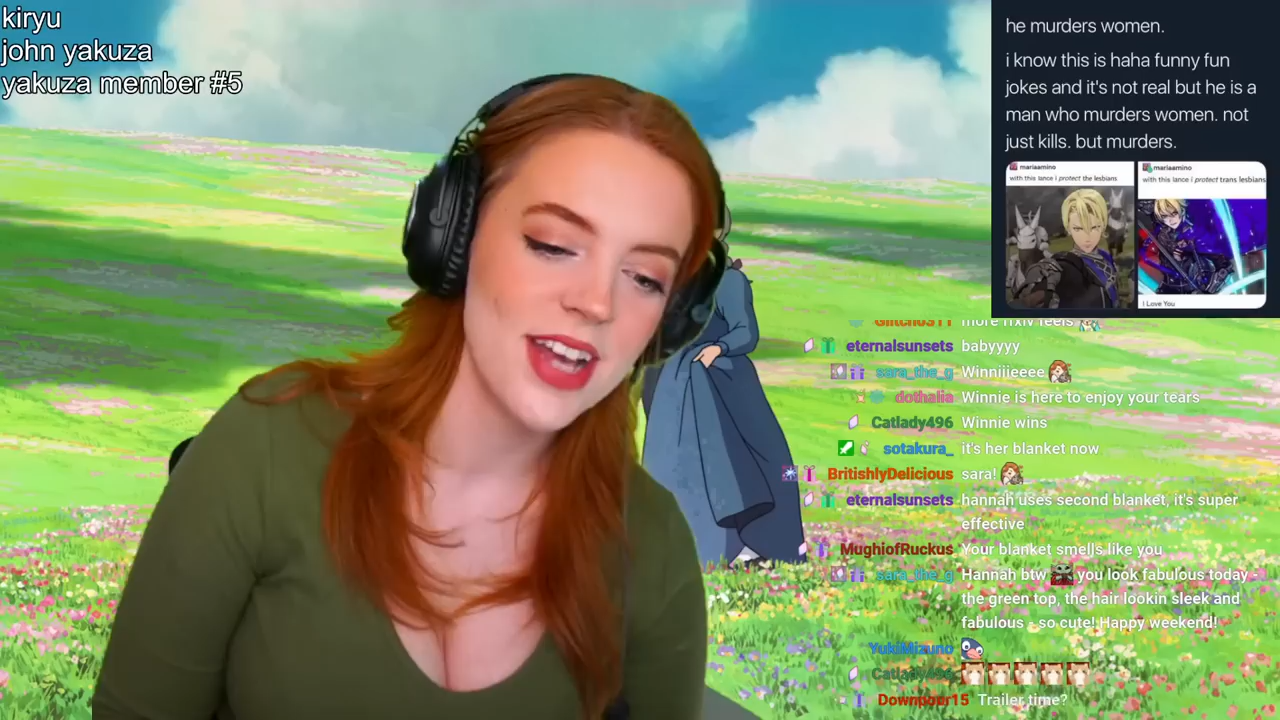 kiryu
john yakuza
yakuza member #5
he murders women.
i know this is haha funny fun
jokes and it's not real but he is a
man who murders women. not
just kills. but murders.
mariaamino
with this lance i protect the lesbians
mariaamino
with this lance i protect trans lesbians
I Love You
more ffxiv feels
eternalsunsets babyyyy
sara_the_g Winniiieeee
dothalia Winnie is here to enjoy your tears
Catlady496 Winnie wins
sotakura_ it's her blanket now
BritishlyDelicious sara!
eternalsunsets hannah uses second blanket, it's super
effective
MughiofRuckus Your blanket smells like you
sara_the_g Hannah btw you look fabulous today -
the green top, the hair lookin sleek and
fabulous - so cute! Happy weekend!
YukiMizuno
Catlady496
Downpour15 Trailer time?